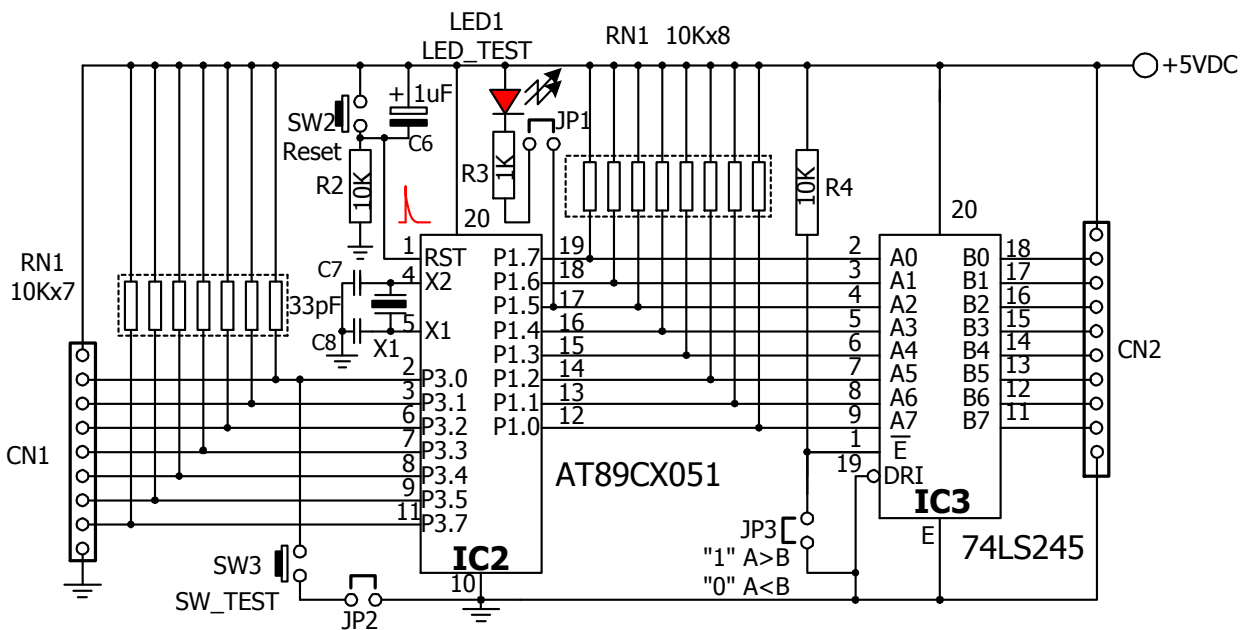 LED1
LED_TEST
RN1 10Kx8
+5VDC
+ 1uF
C6
SW2
Reset
R2
10K
R3
1K
JP1
10K
R4
20
20
RN1
10Kx7
33pF
C7
C8
X1
1 RST
4 X2
5 X1
2 P3.0
3 P3.1
6 P3.2
7 P3.3
8 P3.4
9 P3.5
11 P3.7
P1.7 19
P1.6 18
P1.5 17
P1.4 16
P1.3 15
P1.2 14
P1.1 13
P1.0 12
IC2
10
AT89CX051
2 A0
3 A1
4 A2
5 A3
6 A4
7 A5
8 A6
9 A7
1 E
19 DRI
B0 18
B1 17
B2 16
B3 15
B4 14
B5 13
B6 12
B7 11
IC3
E
74LS245
CN1
CN2
SW3
SW_TEST
JP2
JP3
"1" A>B
"0" A<B